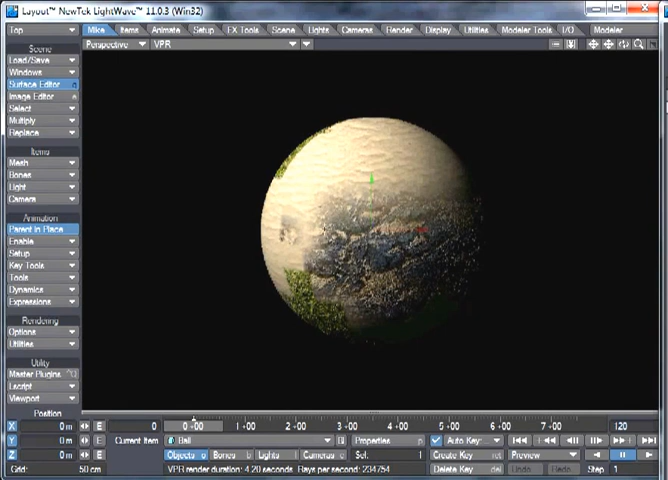 Layout™ NewTek LightWave™ 11.0.3 (Win32)
Top Mike Items Animate Setup FX Tools Scene Lights Cameras Render Display Utilities Modeler Tools I/O Modeler
Perspective VPR
Scene
Load/Save
Windows
Surface Editor
Image Editor
Select
Multiply
Replace
Items
Mesh
Bones
Light
Camera
Animation
Parent in Place
Enable
Setup
Key Tools
Tools
Dynamics
Expressions
Rendering
Options
Utilities
Utility
Master Plugins
Lscript
Viewport
Position
X 0 m E 0 0 +00 1 +00 2 +00 3 +00 4 +00 5 +00 6 +00 7 +00 120
Y 0 m E Current Item Ball Properties Auto Key:
Z 0 m E Objects Bones Lights Cameras Sel: 1 Create Key Preview
Grid: 50 cm VPR render duration: 4.20 seconds Rays per second: 234754 Delete Key Undo Redo Step 1